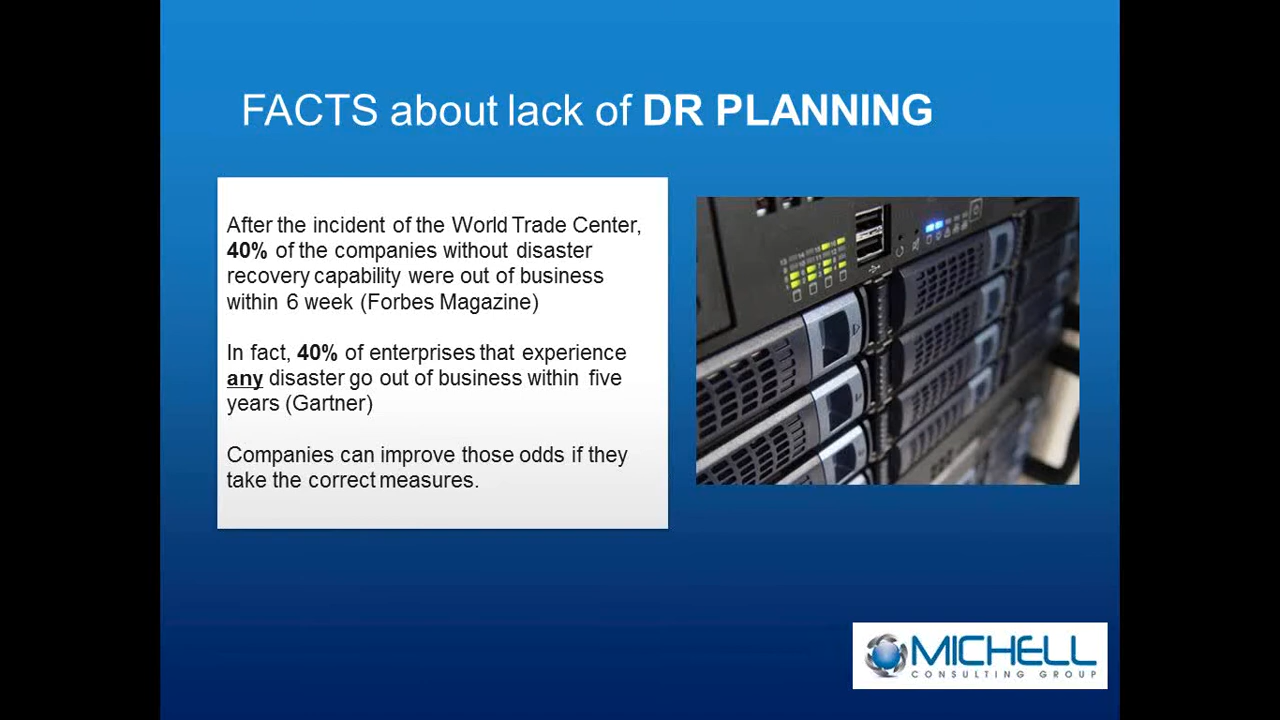 FACTS about lack of DR PLANNING
After the incident of the World Trade Center,
40% of the companies without disaster
recovery capability were out of business
within 6 week (Forbes Magazine)
In fact, 40% of enterprises that experience
any disaster go out of business within five
years (Gartner)
Companies can improve those odds if they
take the correct measures.
MICHELL
CONSULTING GROUP